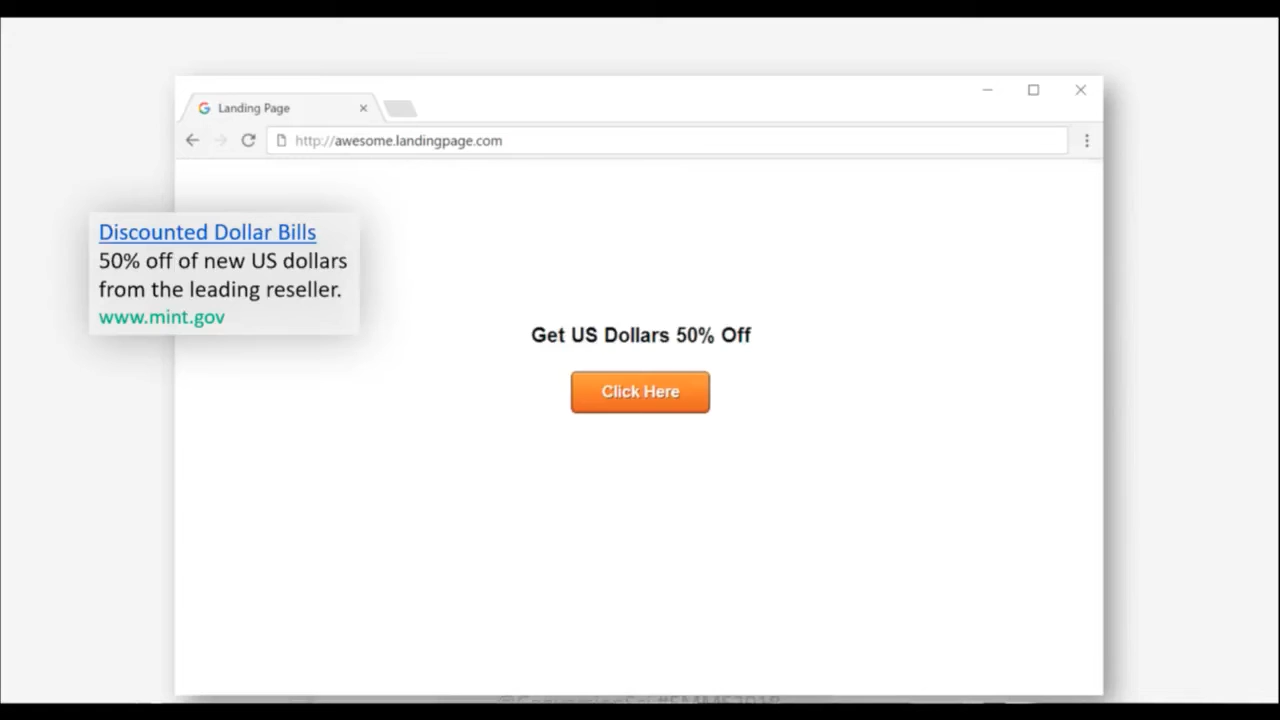 Landing Page
http://awesome.landingpage.com
Discounted Dollar Bills
50% off of new US dollars
from the leading reseller.
www.mint.gov
Get US Dollars 50% Off
Click Here